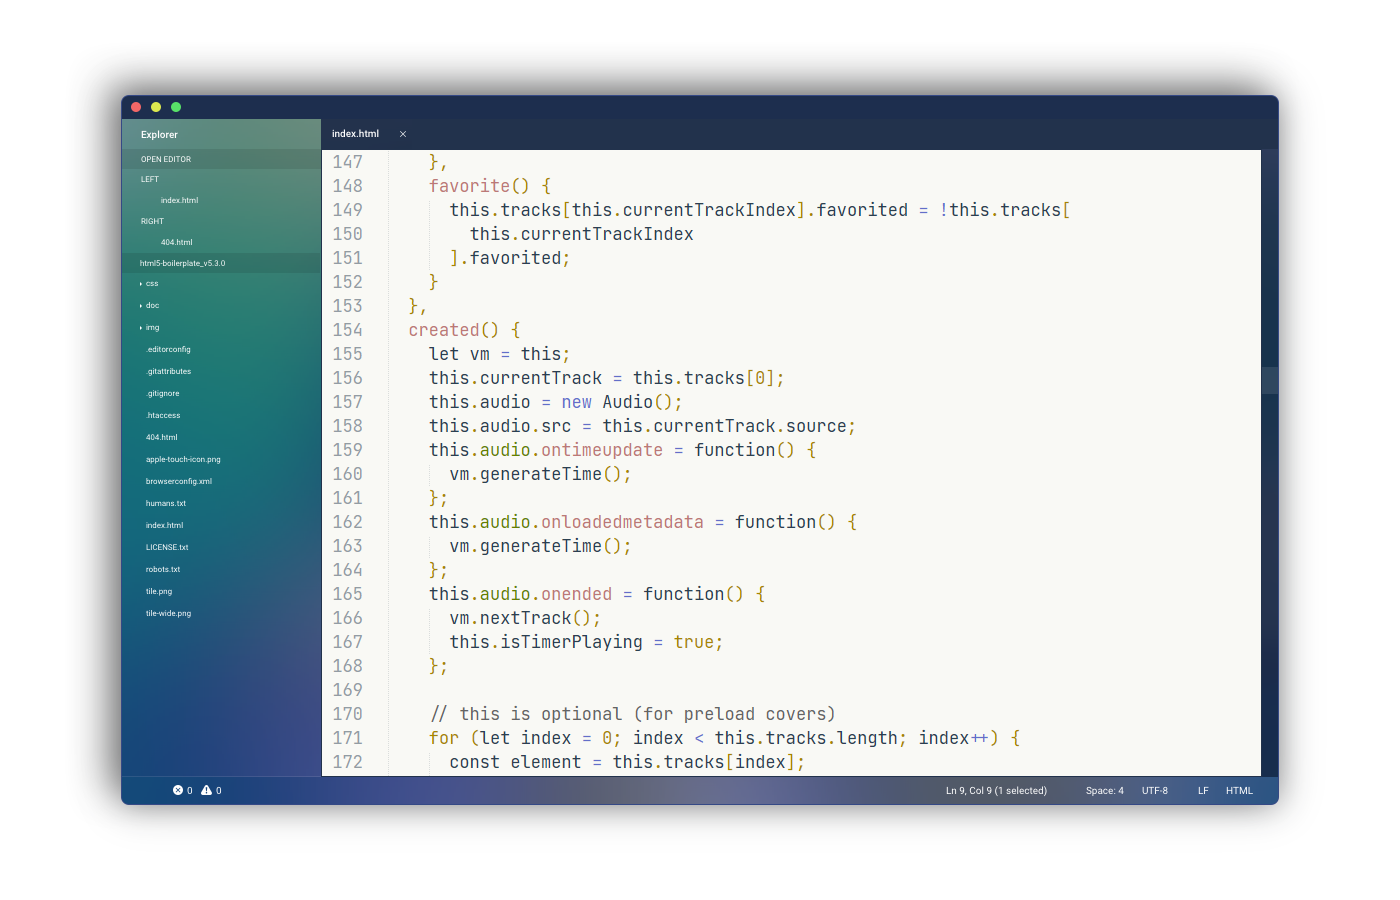 Explorer
OPEN EDITOR
LEFT
index.html
RIGHT
404.html
html5-boilerplate_v5.3.0
css
doc
img
.editorconfig
.gitattributes
.gitignore
.htaccess
404.html
apple-touch-icon.png
browserconfig.xml
humans.txt
index.html
LICENSE.txt
robots.txt
tile.png
tile-wide.png
index.html ×
147     },
148     favorite() {
149       this.tracks[this.currentTrackIndex].favorited = !this.tracks[
150         this.currentTrackIndex
151       ].favorited;
152     }
153   },
154   created() {
155     let vm = this;
156     this.currentTrack = this.tracks[0];
157     this.audio = new Audio();
158     this.audio.src = this.currentTrack.source;
159     this.audio.ontimeupdate = function() {
160       vm.generateTime();
161     };
162     this.audio.onloadedmetadata = function() {
163       vm.generateTime();
164     };
165     this.audio.onended = function() {
166       vm.nextTrack();
167       this.isTimerPlaying = true;
168     };
169
170     // this is optional (for preload covers)
171     for (let index = 0; index < this.tracks.length; index++) {
172       const element = this.tracks[index];
0 0 Ln 9, Col 9 (1 selected) Space: 4 UTF-8 LF HTML